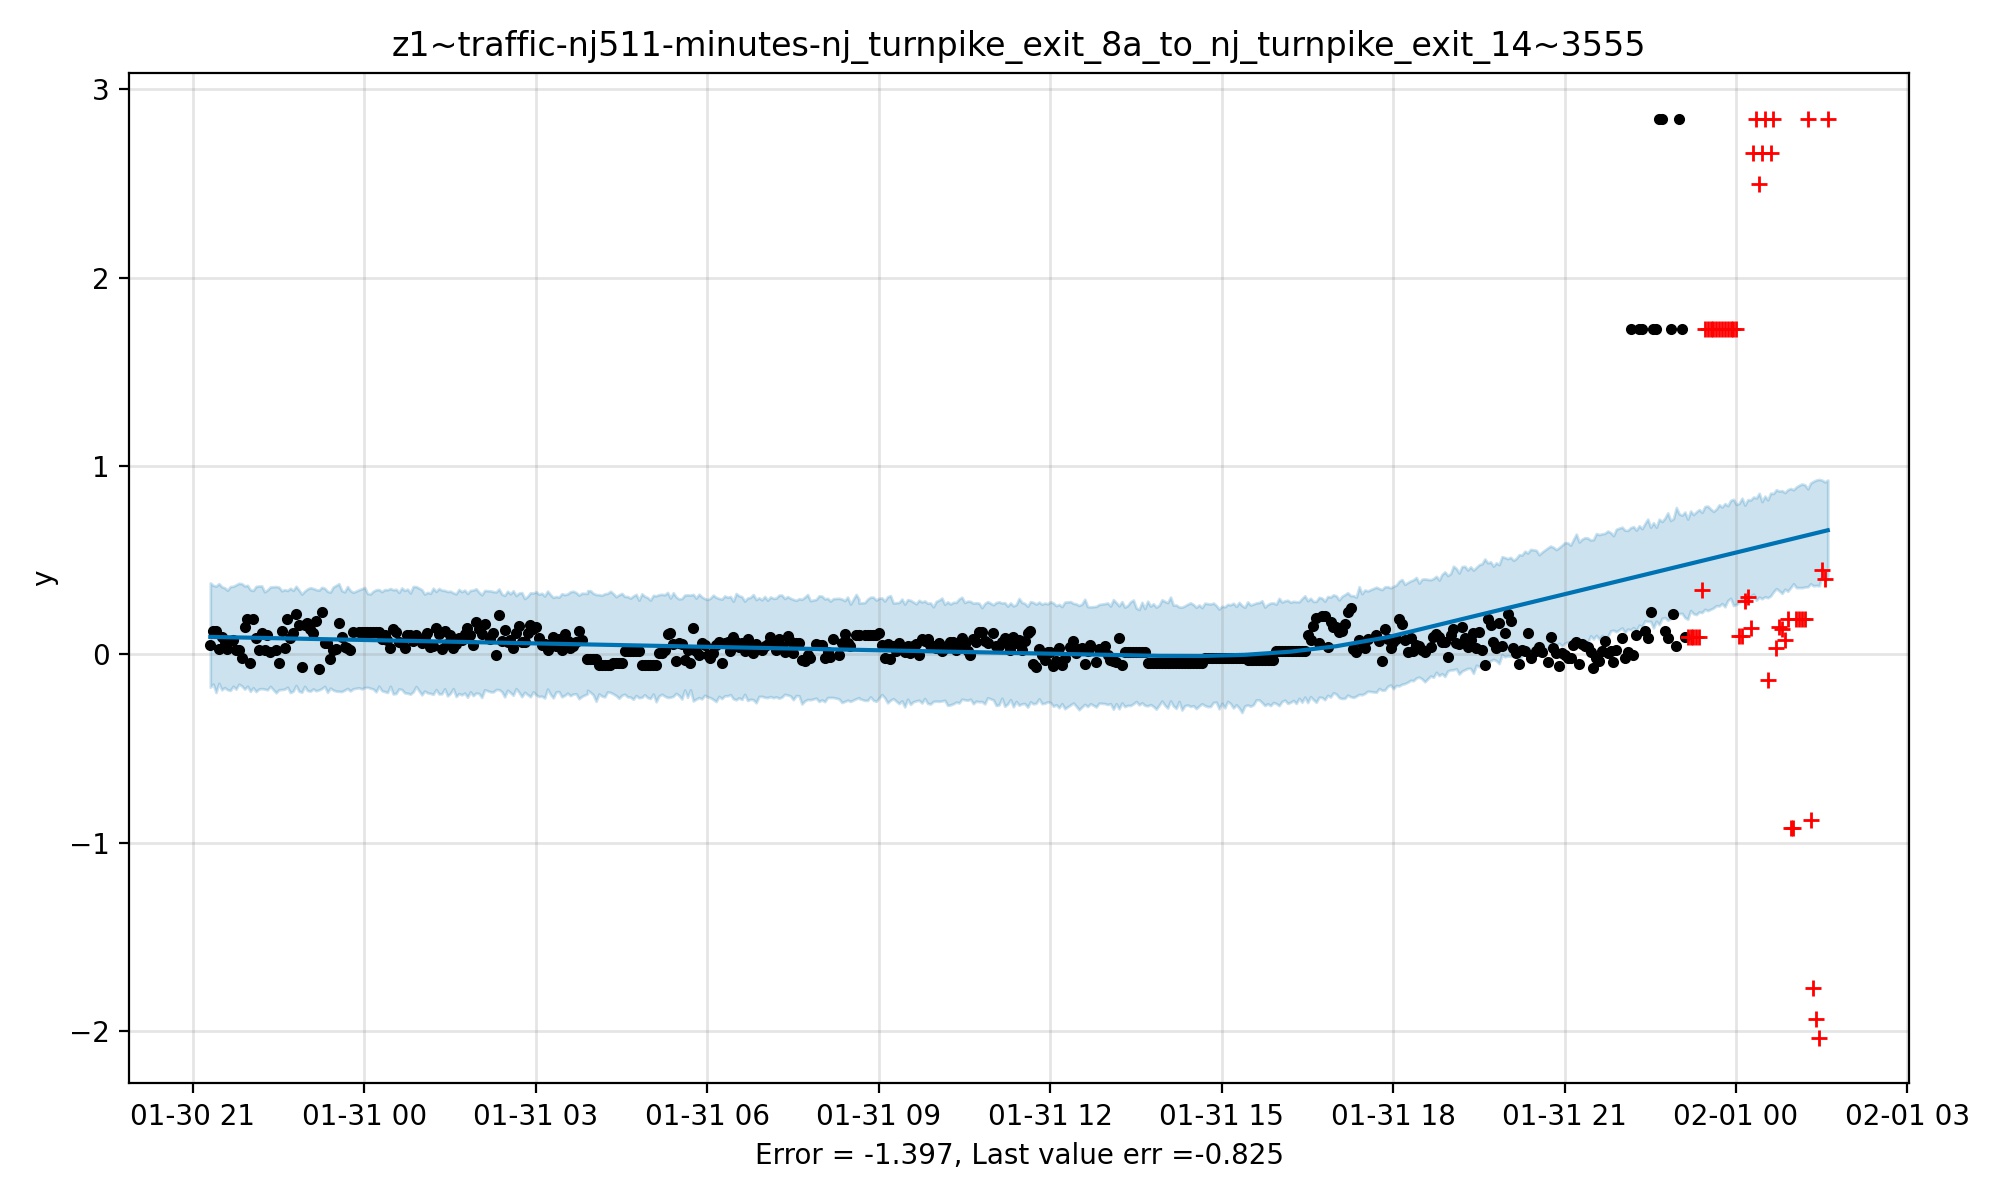 z1~traffic-nj511-minutes-nj_turnpike_exit_8a_to_nj_turnpike_exit_14~3555
3
2
1
0
−1
−2
y
01-30 21 01-31 00 01-31 03 01-31 06 01-31 09 01-31 12 01-31 15 01-31 18 01-31 21 02-01 00 02-01 03
Error = -1.397, Last value err =-0.825